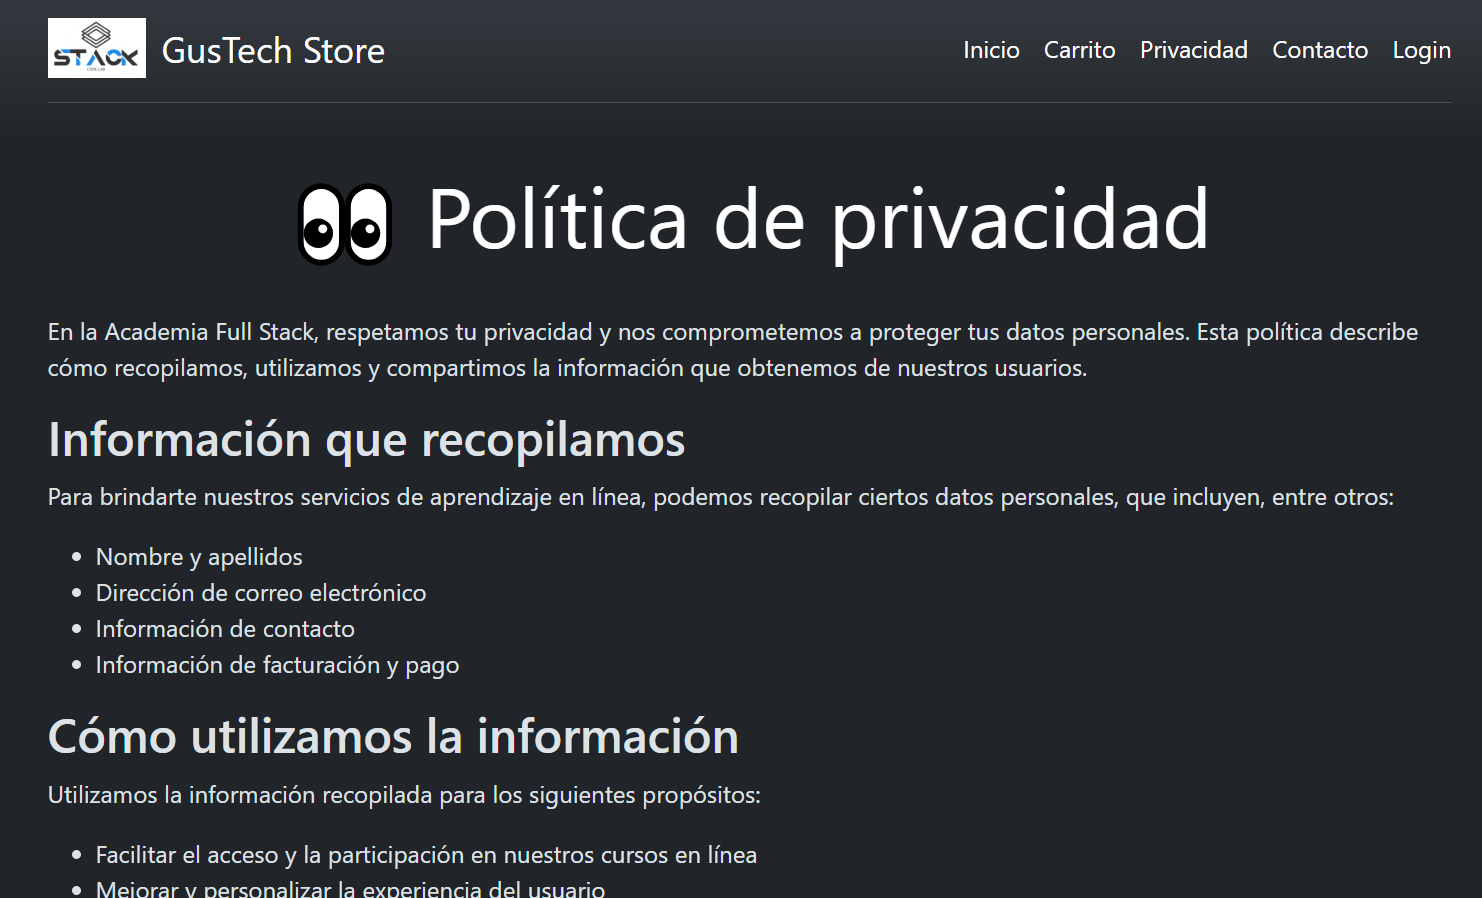 STACK
GusTech Store
Inicio Carrito Privacidad Contacto Login
👀 Política de privacidad
En la Academia Full Stack, respetamos tu privacidad y nos comprometemos a proteger tus datos personales. Esta política describe
cómo recopilamos, utilizamos y compartimos la información que obtenemos de nuestros usuarios.
Información que recopilamos
Para brindarte nuestros servicios de aprendizaje en línea, podemos recopilar ciertos datos personales, que incluyen, entre otros:
• Nombre y apellidos
• Dirección de correo electrónico
• Información de contacto
• Información de facturación y pago
Cómo utilizamos la información
Utilizamos la información recopilada para los siguientes propósitos:
• Facilitar el acceso y la participación en nuestros cursos en línea
• Mejorar y personalizar la experiencia del usuario